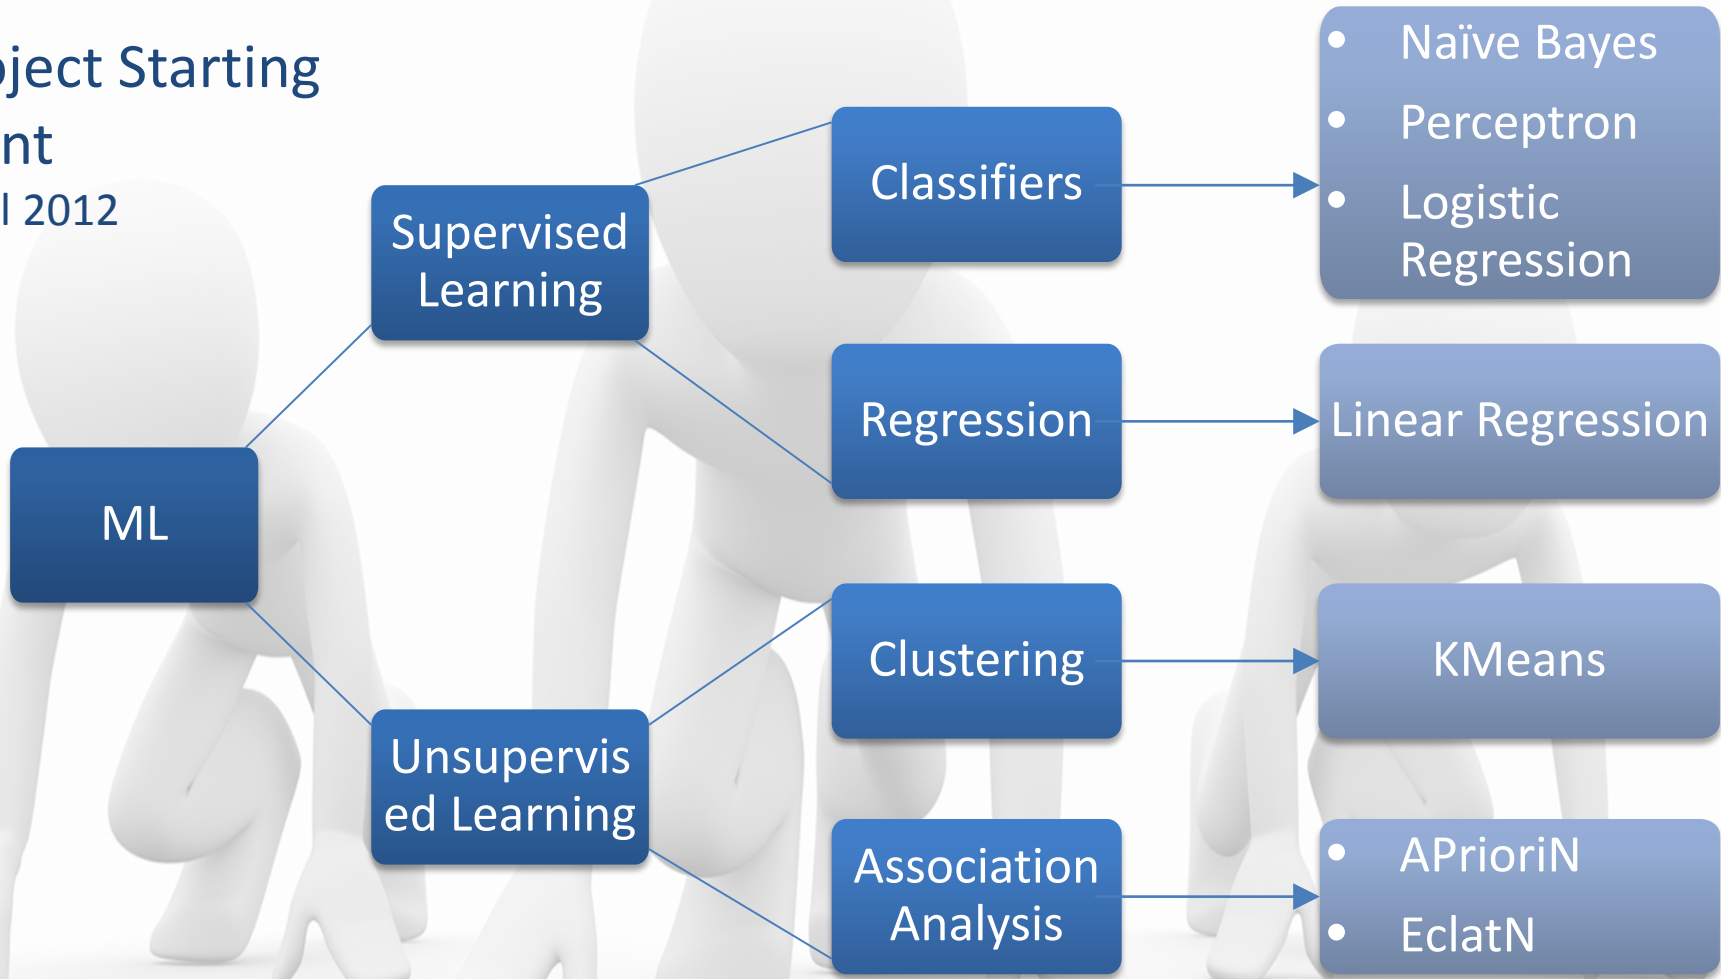 oject Starting
nt
l 2012
ML
Supervised
Learning
Unsupervis
ed Learning
Classifiers
Regression
Clustering
Association
Analysis
• Naïve Bayes
• Perceptron
• Logistic
Regression
Linear Regression
KMeans
• APrioriN
• EclatN